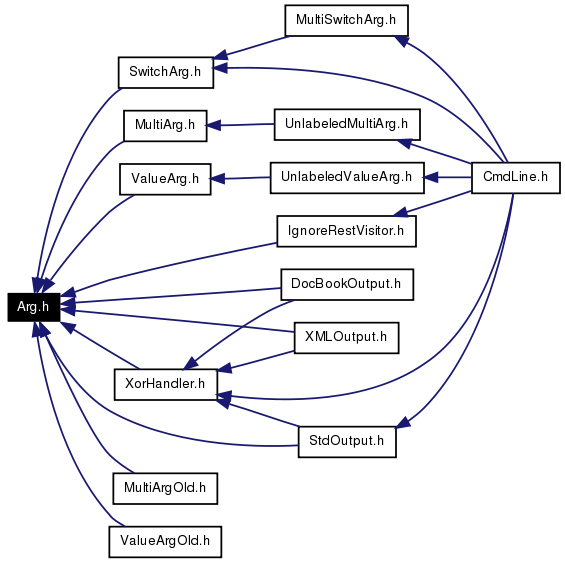 MultiSwitchArg.h
SwitchArg.h
MultiArg.h
UnlabeledMultiArg.h
ValueArg.h
UnlabeledValueArg.h
CmdLine.h
IgnoreRestVisitor.h
DocBookOutput.h
Arg.h
XMLOutput.h
XorHandler.h
StdOutput.h
MultiArgOld.h
ValueArgOld.h